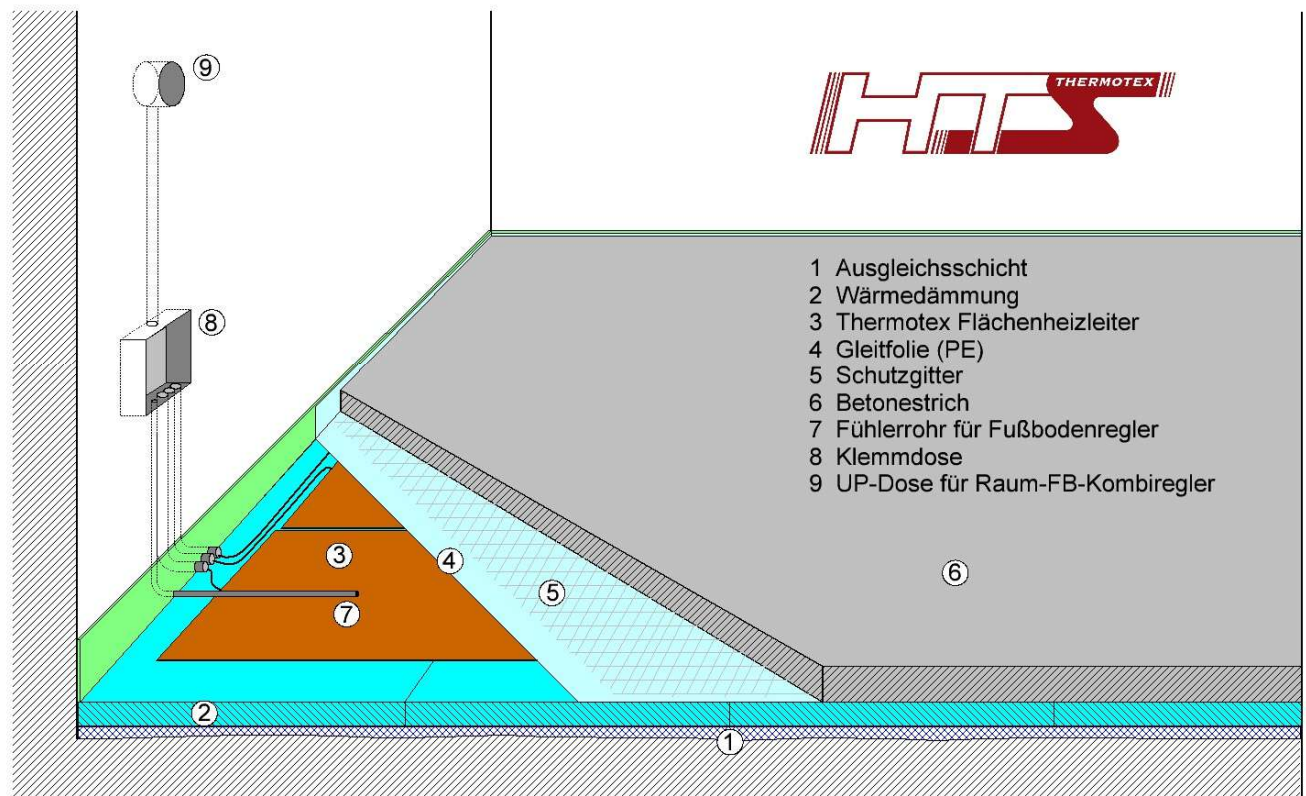 9
THERMOTEX
HTS
1 Ausgleichsschicht
2 Wärmedämmung
3 Thermotex Flächenheizleiter
4 Gleitfolie (PE)
5 Schutzgitter
6 Betonestrich
7 Fühlerrohr für Fußbodenregler
8 Klemmdose
9 UP-Dose für Raum-FB-Kombiregler
8
3
4
5
6
7
2
1